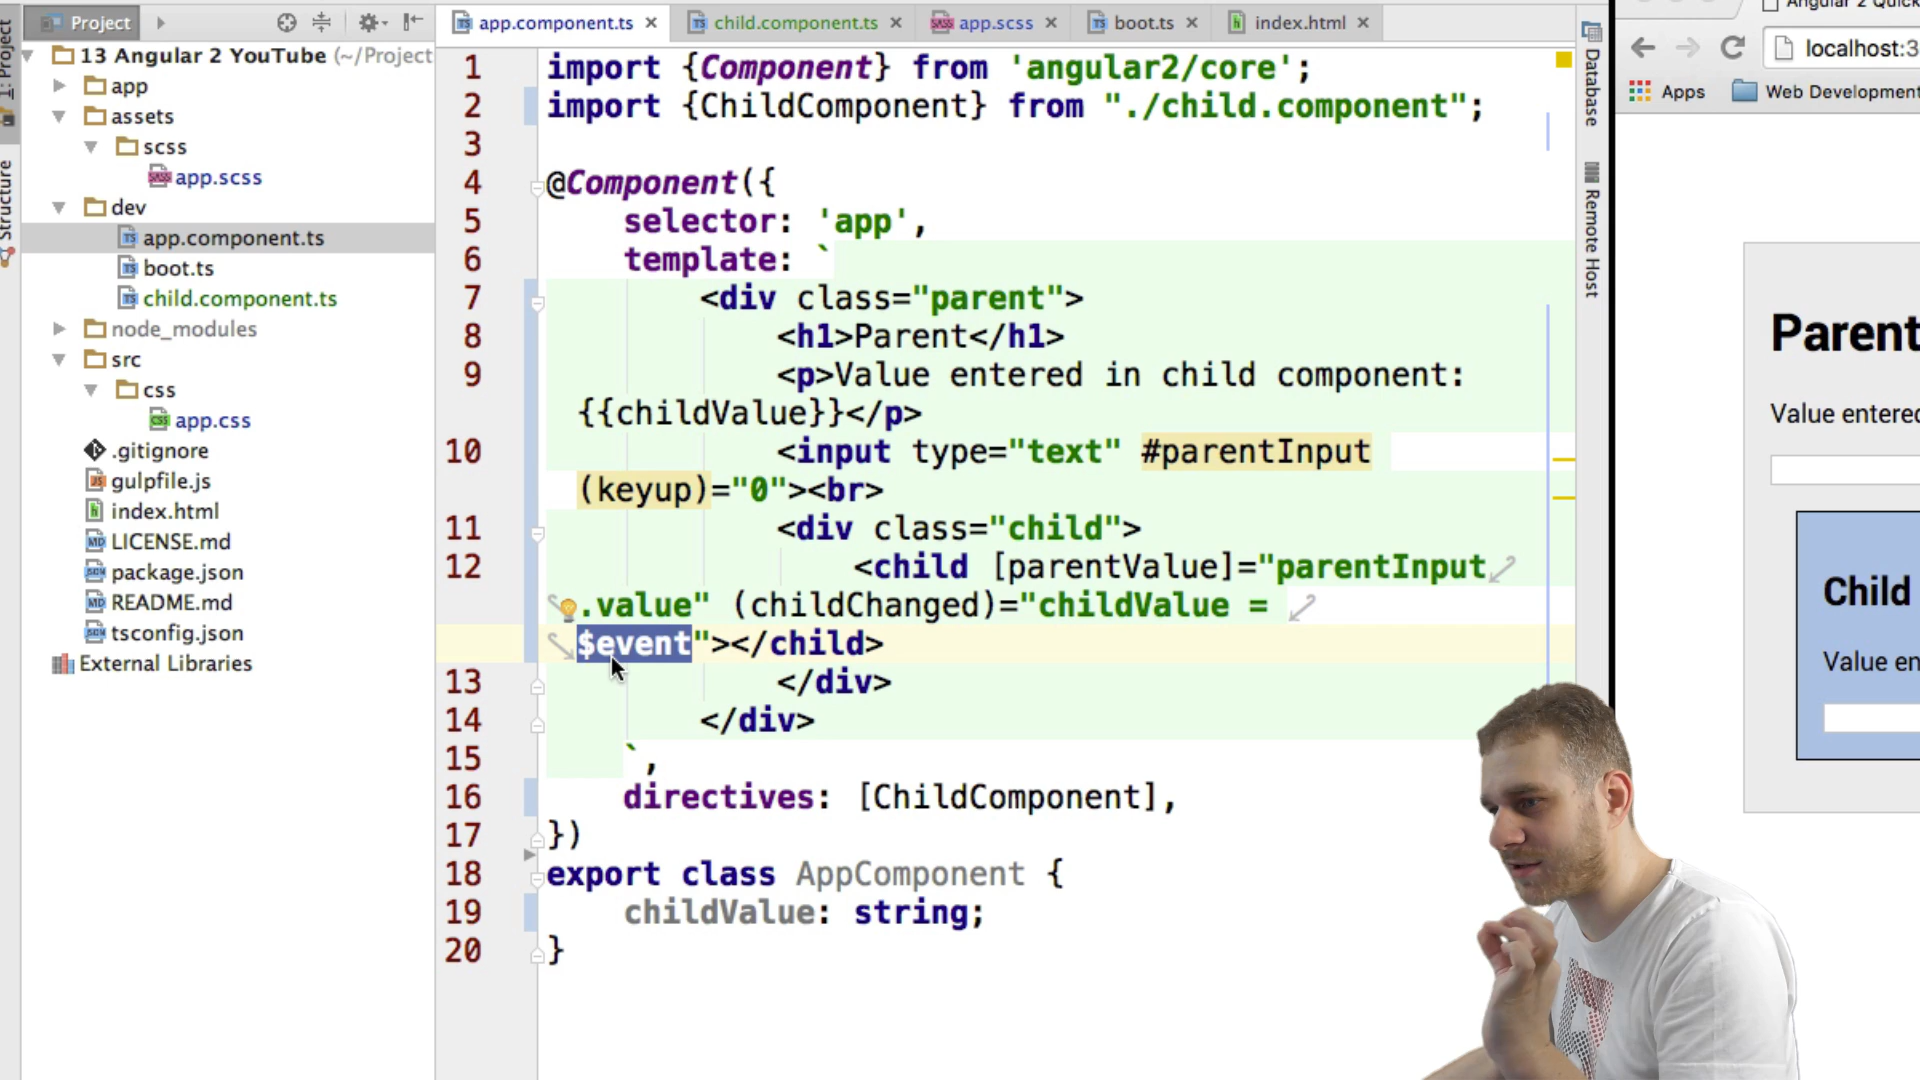 Project
app.component.ts
child.component.ts
app.scss
boot.ts
index.html
Angular 2 Quick
localhost:3
Apps
Web Development
1: Project
Structure
Database
Remote Host
13 Angular 2 YouTube (~/Project
app
assets
scss
app.scss
dev
app.component.ts
boot.ts
child.component.ts
node_modules
src
css
app.css
.gitignore
gulpfile.js
index.html
LICENSE.md
package.json
README.md
tsconfig.json
External Libraries
1 import {Component} from 'angular2/core';
2 import {ChildComponent} from "./child.component";
3
4 @Component({
5 selector: 'app',
6 template: `
7 <div class="parent">
8 <h1>Parent</h1>
9 <p>Value entered in child component:
{{childValue}}</p>
10 <input type="text" #parentInput
(keyup)="0"><br>
11 <div class="child">
12 <child [parentValue]="parentInput
.value" (childChanged)="childValue =
$event"></child>
13 </div>
14 </div>
15 `,
16 directives: [ChildComponent],
17 })
18 export class AppComponent {
19 childValue: string;
20 }
Parent
Value entered
Child
Value en